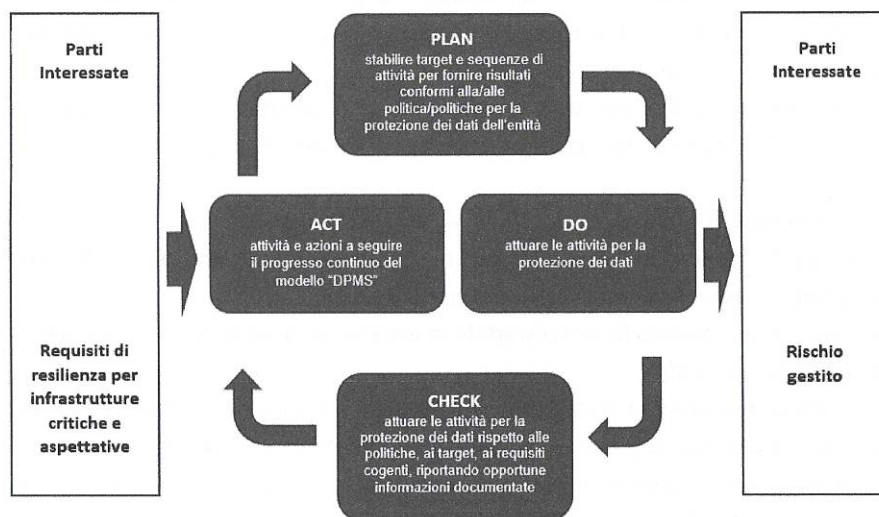 Parti
Interessate
Requisiti di
resilienza per
infrastrutture
critiche e
aspettative
PLAN
stabilire target e sequenze di
attività per fornire risultati
conformi alla/alle
politica/politiche per la
protezione dei dati dell'entità
ACT
attività e azioni a seguire
il progresso continuo del
modello "DPMS"
DO
attuare le attività per la
protezione dei dati
CHECK
attuare le attività per la
protezione dei dati rispetto alle
politiche, ai target, ai requisiti
cogenti, riportando opportune
informazioni documentate
Parti
Interessate
Rischio
gestito